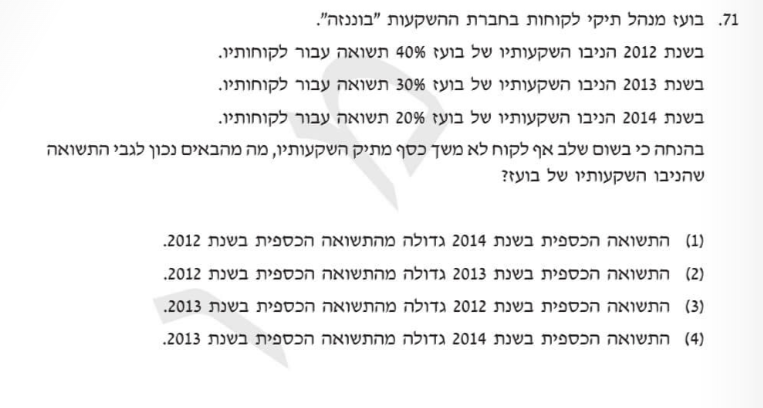 71. בועז מנהל תיקי לקוחות בחברת ההשקעות "בוננזה".
בשנת 2012 הניבו השקעותיו של בועז 40% תשואה עבור לקוחותיו.
בשנת 2013 הניבו השקעותיו של בועז 30% תשואה עבור לקוחותיו.
בשנת 2014 הניבו השקעותיו של בועז 20% תשואה עבור לקוחותיו.
בהנחה כי בשום שלב אף לקוח לא משך כסף מתיק השקעותיו, מה מהבאים נכון לגבי התשואה
שהניבו השקעותיו של בועז?
(1) התשואה הכספית בשנת 2014 גדולה מהתשואה הכספית בשנת 2012.
(2) התשואה הכספית בשנת 2013 גדולה מהתשואה הכספית בשנת 2012.
(3) התשואה הכספית בשנת 2012 גדולה מהתשואה הכספית בשנת 2013.
(4) התשואה הכספית בשנת 2014 גדולה מהתשואה הכספית בשנת 2013.